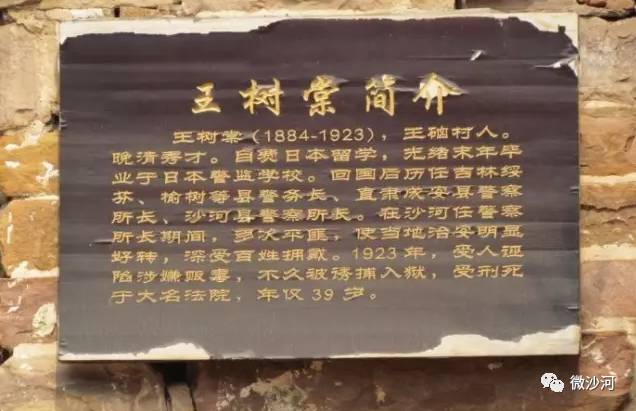 王树棠简介
王树棠（1884-1923），王硇村人。
晚清秀才。自费日本留学，光绪末年毕
业于日本警监学校。回国后历任吉林绥
芬、榆树等县警务长、直肃成安县警察
所长、沙河县警察所长。在沙河任警察
所长期间，多次平匪，使当地治安明显
好转，深受百姓拥戴。1923年，受人诬
陷涉嫌贩毒，不久被诱捕入狱，受刑死
于大名法院，年仅39岁。
微沙河